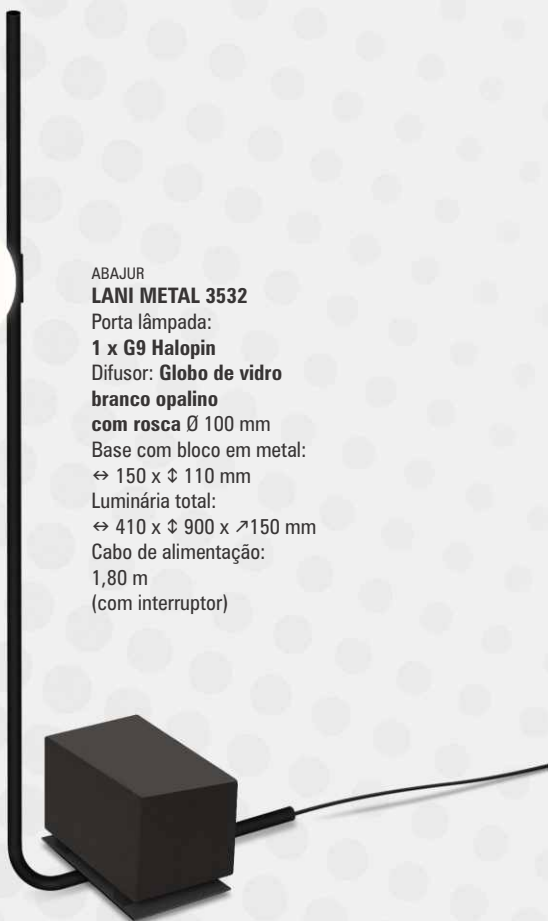 ABAJUR
LANI METAL 3532
Porta lâmpada:
1 x G9 Halopin
Difusor: Globo de vidro
branco opalino
com rosca Ø 100 mm
Base com bloco em metal:
↔ 150 x ↕ 110 mm
Luminária total:
↔ 410 x ↕ 900 x ↗150 mm
Cabo de alimentação:
1,80 m
(com interruptor)